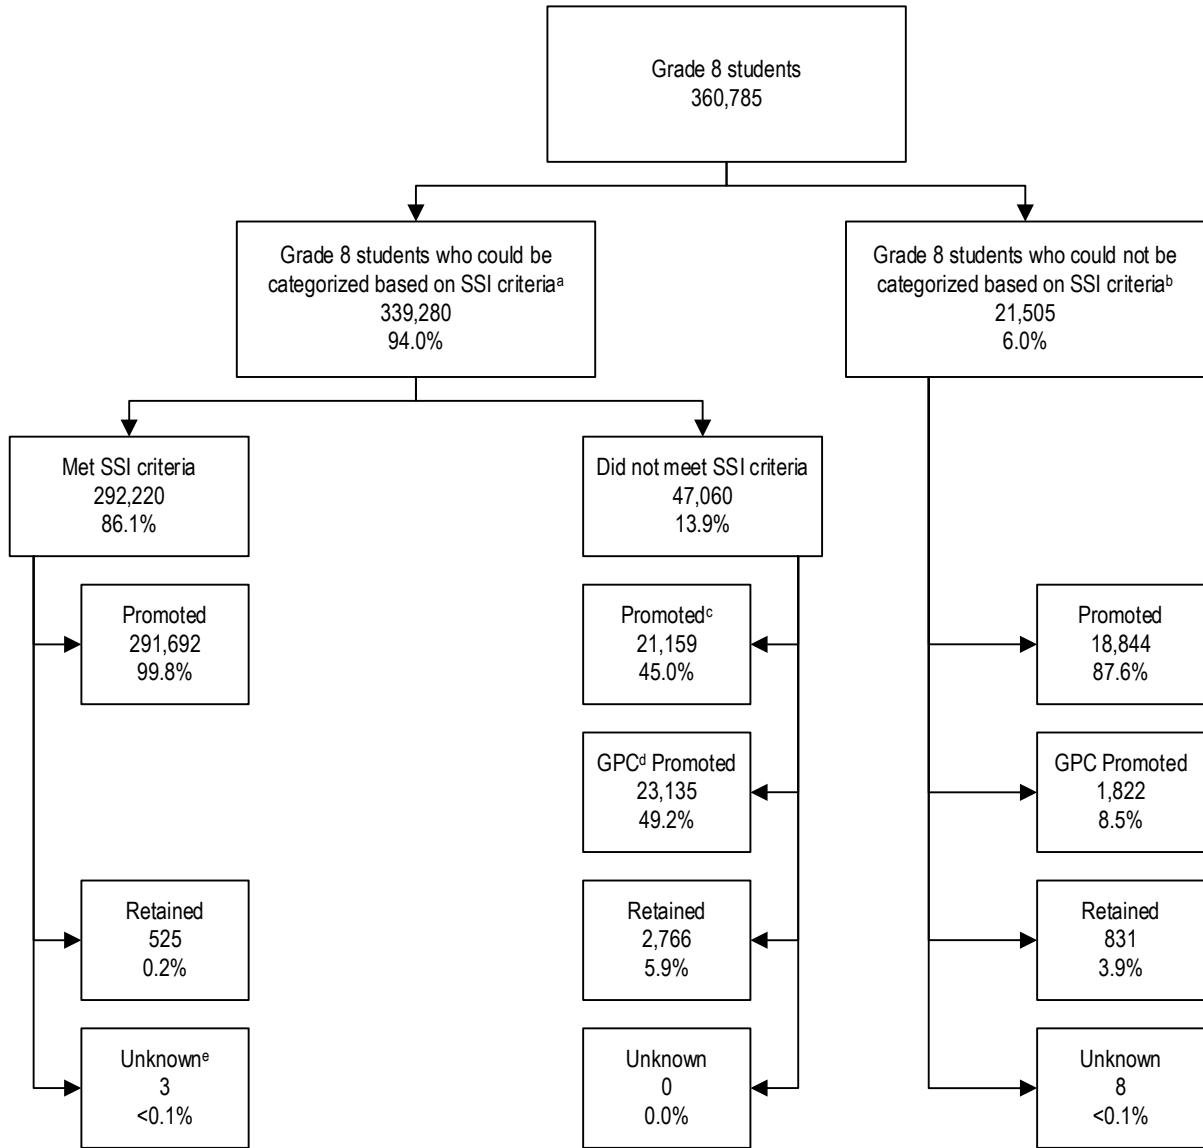 Grade 8 students
360,785
Grade 8 students who could be
categorized based on SSI criteriaᵃ
339,280
94.0%
Grade 8 students who could not be
categorized based on SSI criteriaᵇ
21,505
6.0%
Met SSI criteria
292,220
86.1%
Did not meet SSI criteria
47,060
13.9%
Promoted
291,692
99.8%
Promotedᶜ
21,159
45.0%
Promoted
18,844
87.6%
GPCᵈ Promoted
23,135
49.2%
GPC Promoted
1,822
8.5%
Retained
525
0.2%
Retained
2,766
5.9%
Retained
831
3.9%
Unknownᵉ
3
<0.1%
Unknown
0
0.0%
Unknown
8
<0.1%